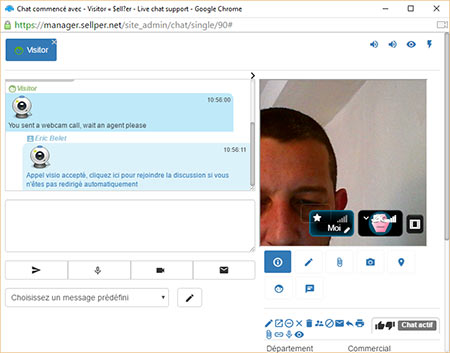 Chat commencé avec - Visitor « $ell?er - Live chat support - Google Chrome
https://manager.sellper.net/site_admin/chat/single/90#
Visitor
Visitor
10:56:00
You sent a webcam call, wait an agent please
Eric Bellet
10:56:11
Appel visio accepté, cliquez ici pour rejoindre la discussion si vous
n'êtes pas redirigé automatiquement
Moi
Choisissez un message prédéfini
Chat actif
Département
Commercial